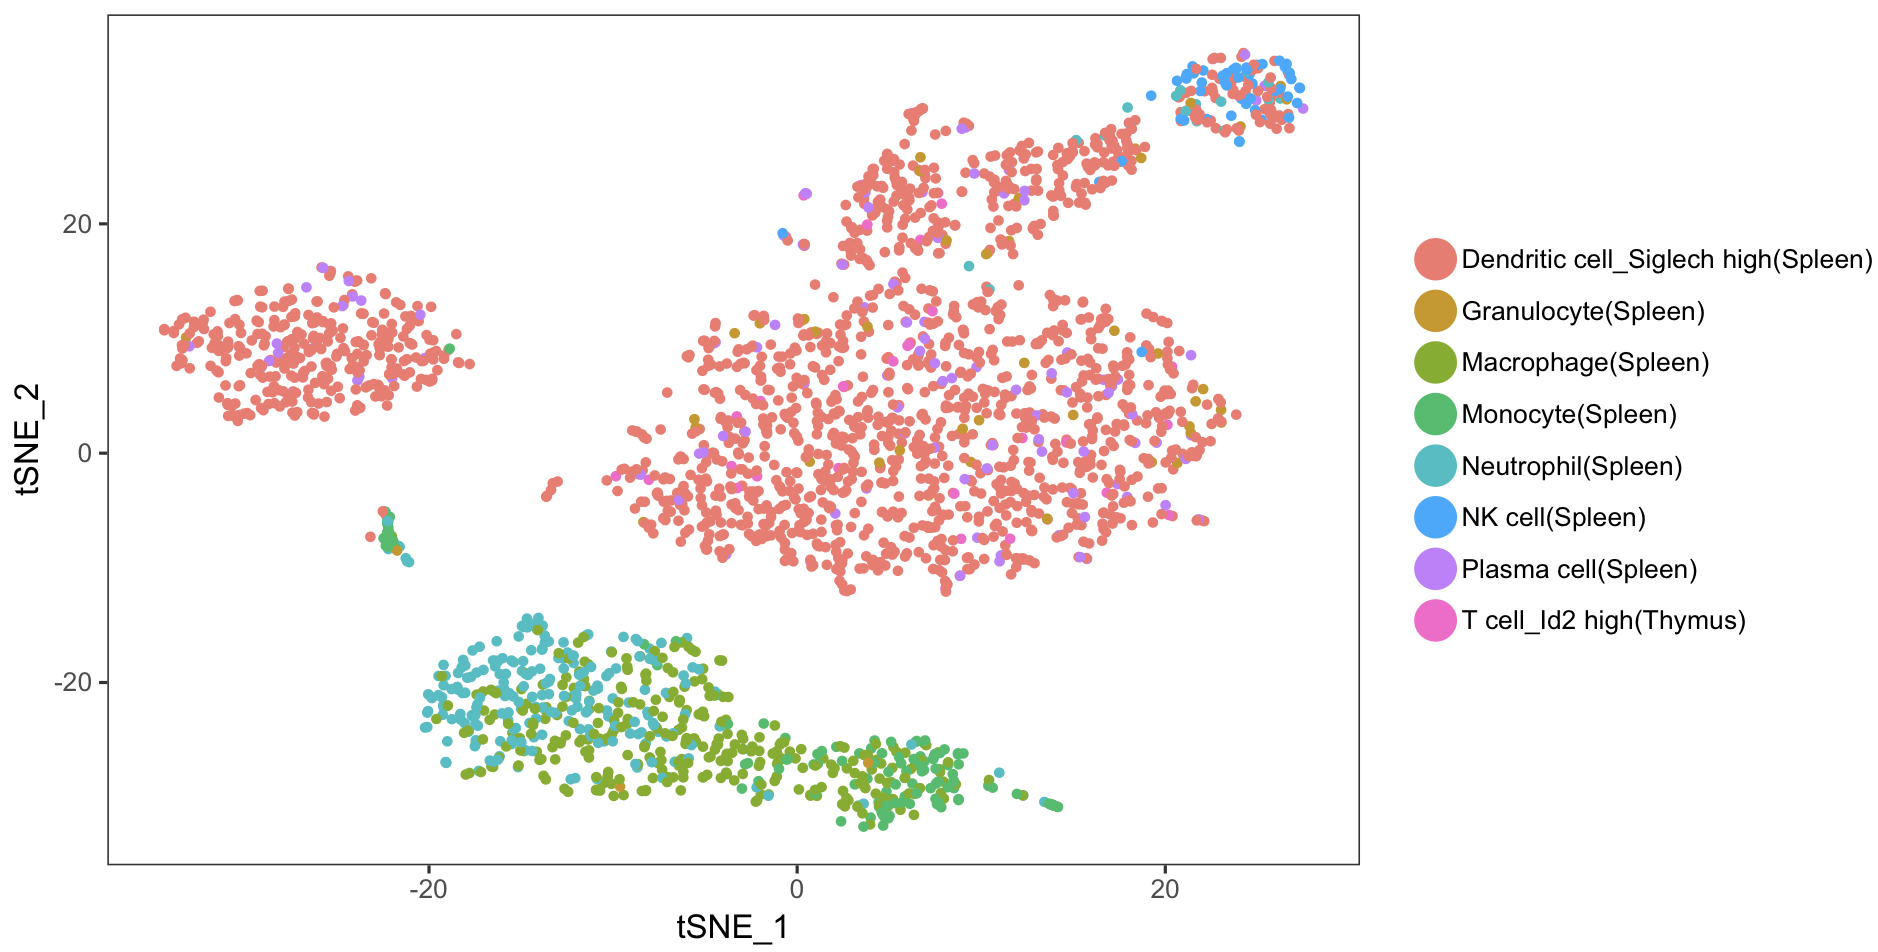 20
0
-20
tSNE_2
-20
0
20
tSNE_1
Dendritic cell_Siglech high(Spleen)
Granulocyte(Spleen)
Macrophage(Spleen)
Monocyte(Spleen)
Neutrophil(Spleen)
NK cell(Spleen)
Plasma cell(Spleen)
T cell_Id2 high(Thymus)